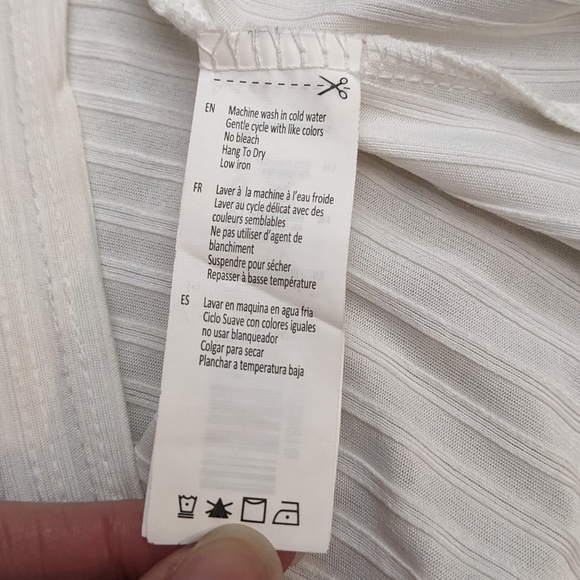 EN Machine wash in cold water
Gentle cycle with like colors
No bleach
Hang To Dry
Low iron
FR Laver à la machine à l'eau froide
Laver au cycle délicat avec des
couleurs semblables
Ne pas utiliser d'agent de
blanchiment
Suspendre pour sécher
Repasser à basse température
ES Lavar en maquina en agua fria
Ciclo Suave con colores iguales
no usar blanqueador
Colgar para secar
Planchar a temperatura baja